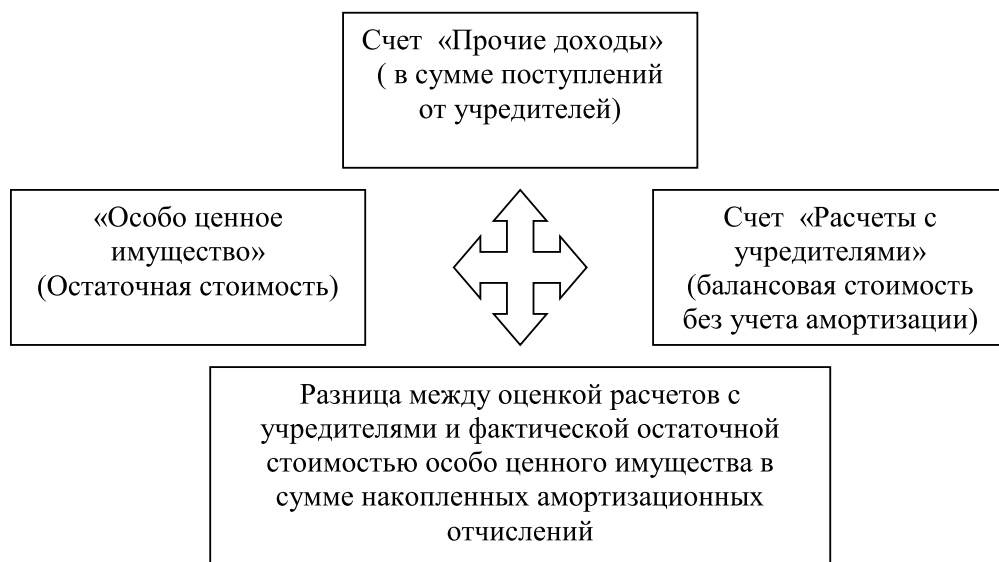 Счет «Прочие доходы»
( в сумме поступлений
от учредителей)
«Особо ценное
имущество»
(Остаточная стоимость)
Счет «Расчеты с
учредителями»
(балансовая стоимость
без учета амортизации)
Разница между оценкой расчетов с
учредителями и фактической остаточной
стоимостью особо ценного имущества в
сумме накопленных амортизационных
отчислений